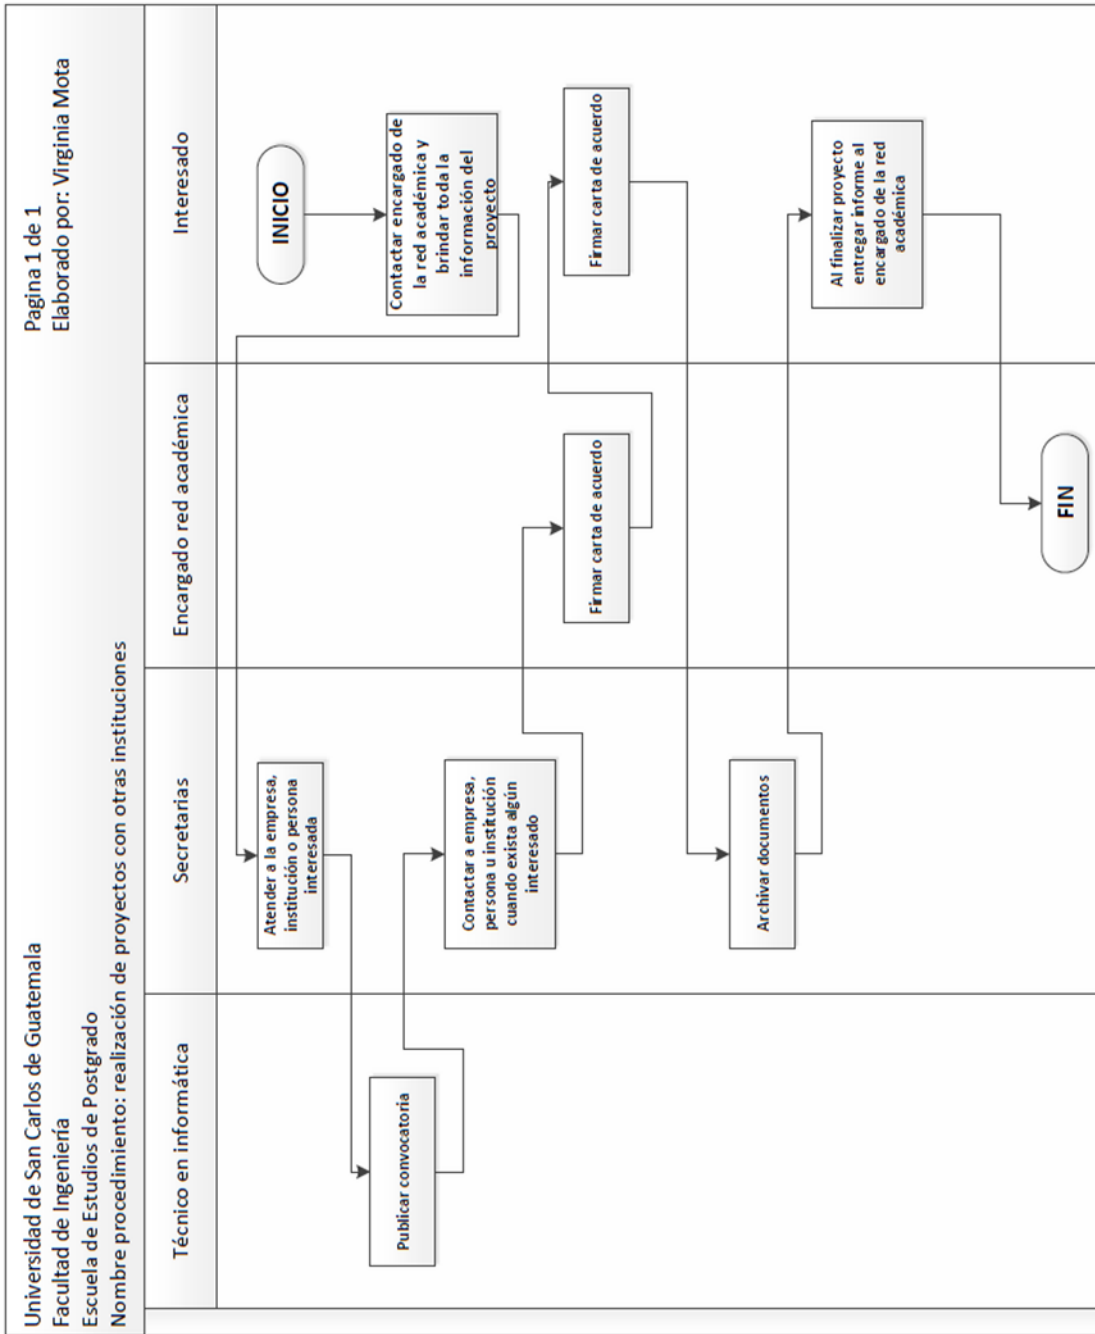 Universidad de San Carlos de Guatemala
Facultad de Ingeniería
Escuela de Estudios de Postgrado
Nombre procedimiento: realización de proyectos con otras instituciones
Pagina 1 de 1
Elaborado por: Virginia Mota
Técnico en informática
Secretarias
Encargado red académica
Interesado
INICIO
Contactar encargado de
la red académica y
brindar toda la
información del
proyecto
Atender a la empresa,
institución o persona
interesada
Publicar convocatoria
Contactar a empresa,
persona u institución
cuando exista algún
interesado
Firmar carta de acuerdo
Firmar carta de acuerdo
Archivar documentos
Al finalizar proyecto
entregar informe al
encargado de la red
académica
FIN